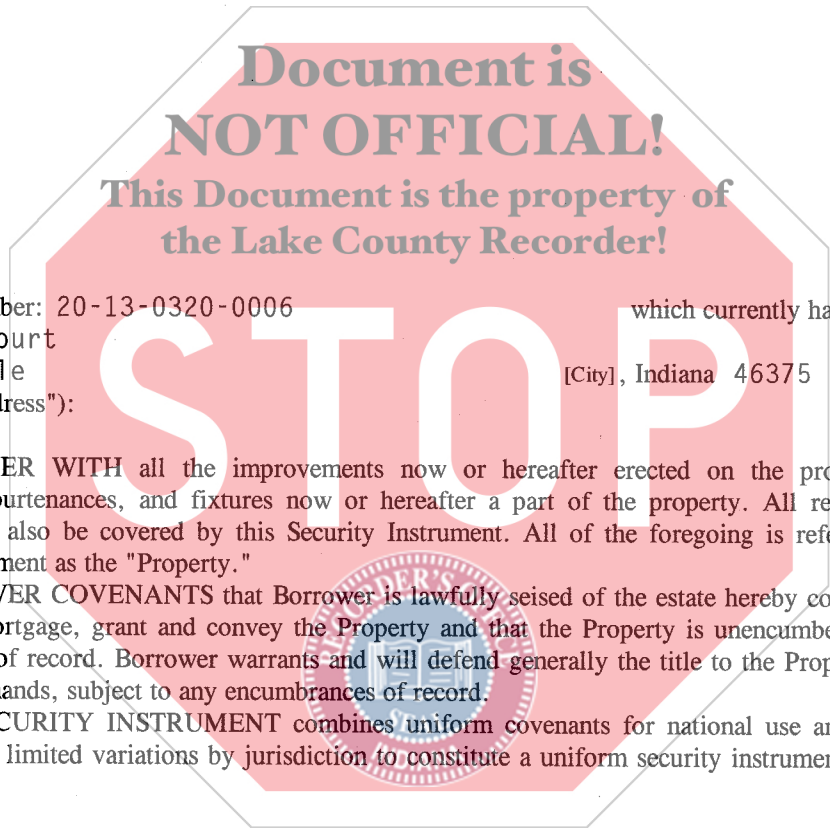 Document is
NOT OFFICIAL!
This Document is the property of
the Lake County Recorder!
ber: 20-13-0320-0006 which currently ha
ourt
le [City], Indiana 46375
dress"):
STOP
ER WITH all the improvements now or hereafter erected on the pro
purtenances, and fixtures now or hereafter a part of the property. All re
also be covered by this Security Instrument. All of the foregoing is refe
ment as the "Property."
VER COVENANTS that Borrower is lawfully seised of the estate hereby co
ortgage, grant and convey the Property and that the Property is unencumbe
of record. Borrower warrants and will defend generally the title to the Prop
ands, subject to any encumbrances of record.
CURITY INSTRUMENT combines uniform covenants for national use an
limited variations by jurisdiction to constitute a uniform security instrumen
SEAL
INDIANA